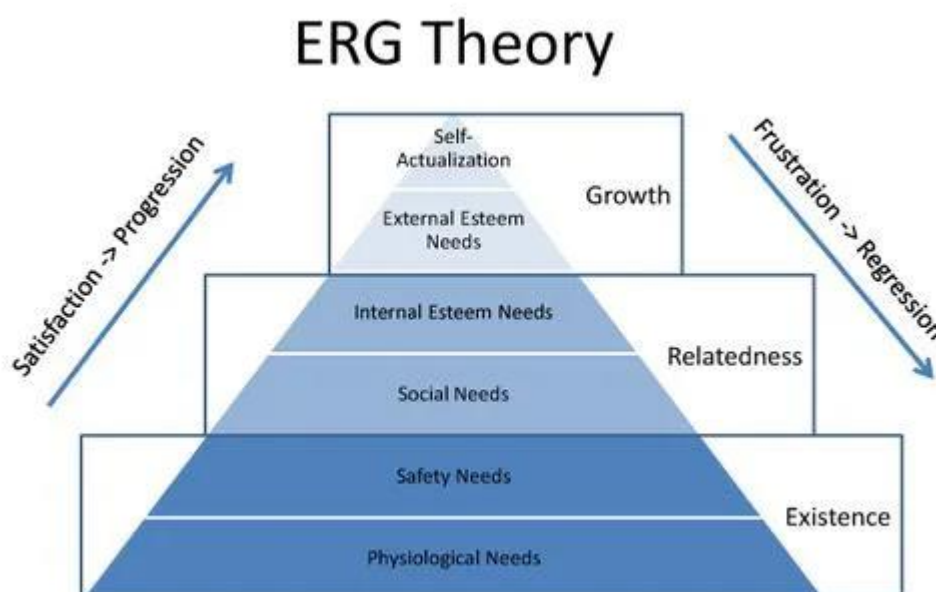 ERG Theory
Satisfaction -> Progression
Frustration -> Regression
Self-
Actualization
Growth
External Esteem
Needs
Internal Esteem Needs
Relatedness
Social Needs
Safety Needs
Existence
Physiological Needs